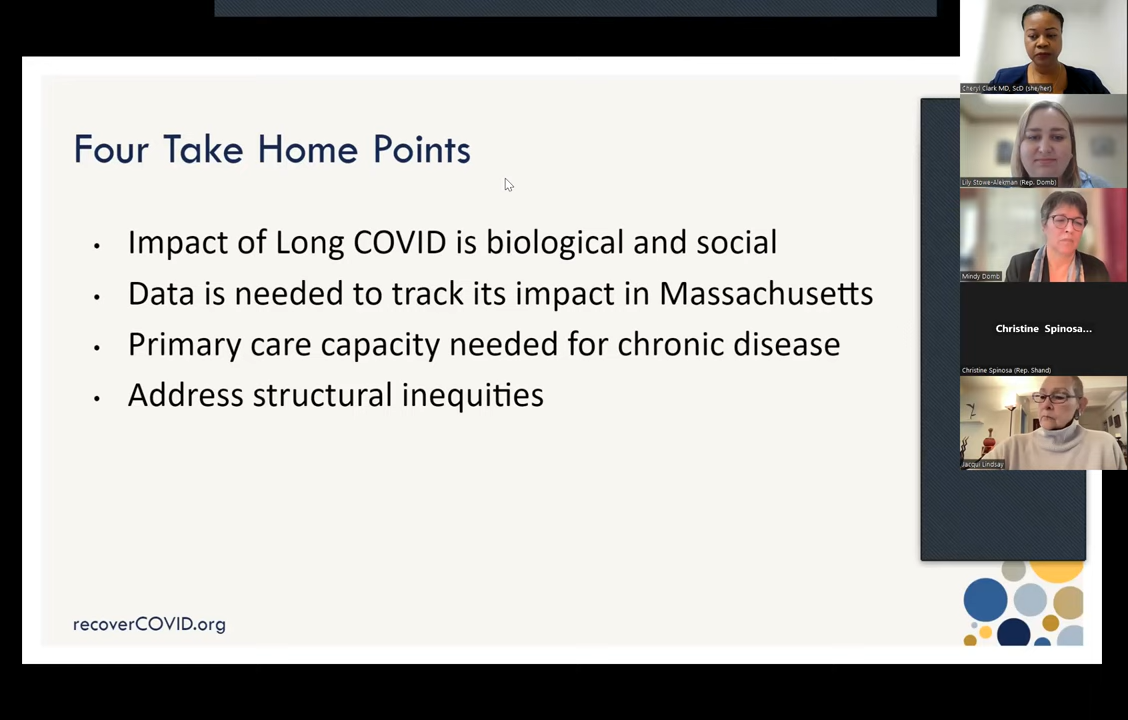 Four Take Home Points
• Impact of Long COVID is biological and social
• Data is needed to track its impact in Massachusetts
• Primary care capacity needed for chronic disease
• Address structural inequities
recoverCOVID.org
Cheryl Clark MD, ScD (she/her)
Lily Stowe-Alekman (Rep. Domb)
Mindy Domb
Christine Spinosa...
Christine Spinosa (Rep. Shand)
Jacqui Lindsay